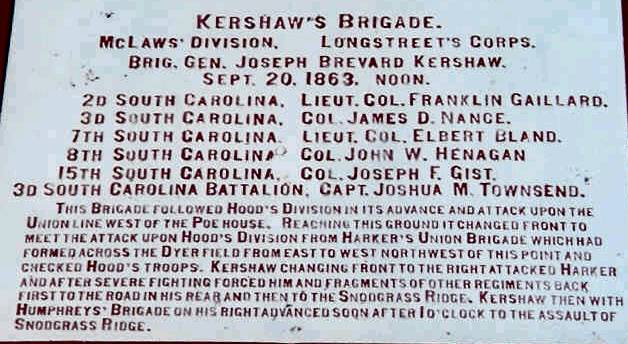 KERSHAW'S BRIGADE.
MCLAWS' DIVISION, LONGSTREET'S CORPS.
BRIG. GEN. JOSEPH BREVARD KERSHAW.
SEPT. 20, 1863. NOON.
2D SOUTH CAROLINA, LIEUT. COL. FRANKLIN GAILLARD.
3D SOUTH CAROLINA, COL. JAMES D. NANCE.
7TH SOUTH CAROLINA, LIEUT. COL. ELBERT BLAND.
8TH SOUTH CAROLINA COL. JOHN W. HENAGAN
15TH SOUTH CAROLINA, COL. JOSEPH F. GIST.
3D SOUTH CAROLINA BATTALION, CAPT. JOSHUA M. TOWNSEND.
THIS BRIGADE FOLLOWED HOOD'S DIVISION IN ITS ADVANCE AND ATTACK UPON THE
UNION LINE WEST OF THE POE HOUSE. REACHING THIS GROUND IT CHANGED FRONT TO
MEET THE ATTACK UPON HOOD'S DIVISION FROM HARKER'S UNION BRIGADE WHICH HAD
FORMED ACROSS THE DYER FIELD FROM EAST TO WEST NORTHWEST OF THIS POINT AND
CHECKED HOOD'S TROOPS. KERSHAW CHANGING FRONT TO THE RIGHT ATTACKED HARKER
AND AFTER SEVERE FIGHTING FORCED HIM AND FRAGMENTS OF OTHER REGIMENTS BACK
FIRST TO THE ROAD IN HIS REAR AND THEN TO THE SNODGRASS RIDGE. KERSHAW THEN WITH
HUMPHREYS' BRIGADE ON HIS RIGHT ADVANCED SOON AFTER 1 O'CLOCK TO THE ASSAULT OF
SNODGRASS RIDGE.